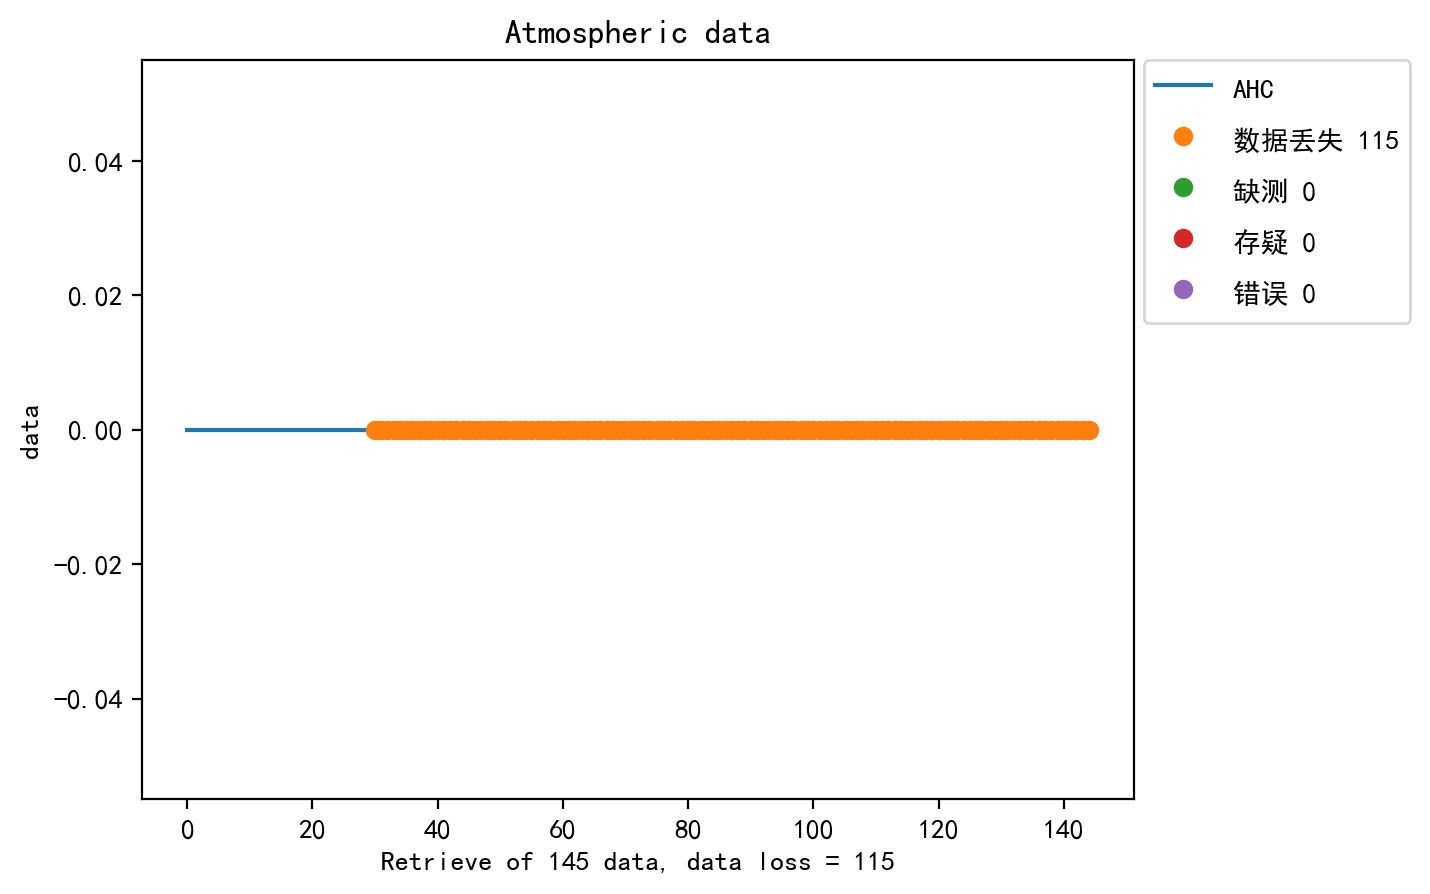 Atmospheric data
AHC
数据丢失 115
缺测 0
存疑 0
错误 0
data
0.04
0.02
0.00
−0.02
−0.04
0 20 40 60 80 100 120 140
Retrieve of 145 data, data loss = 115